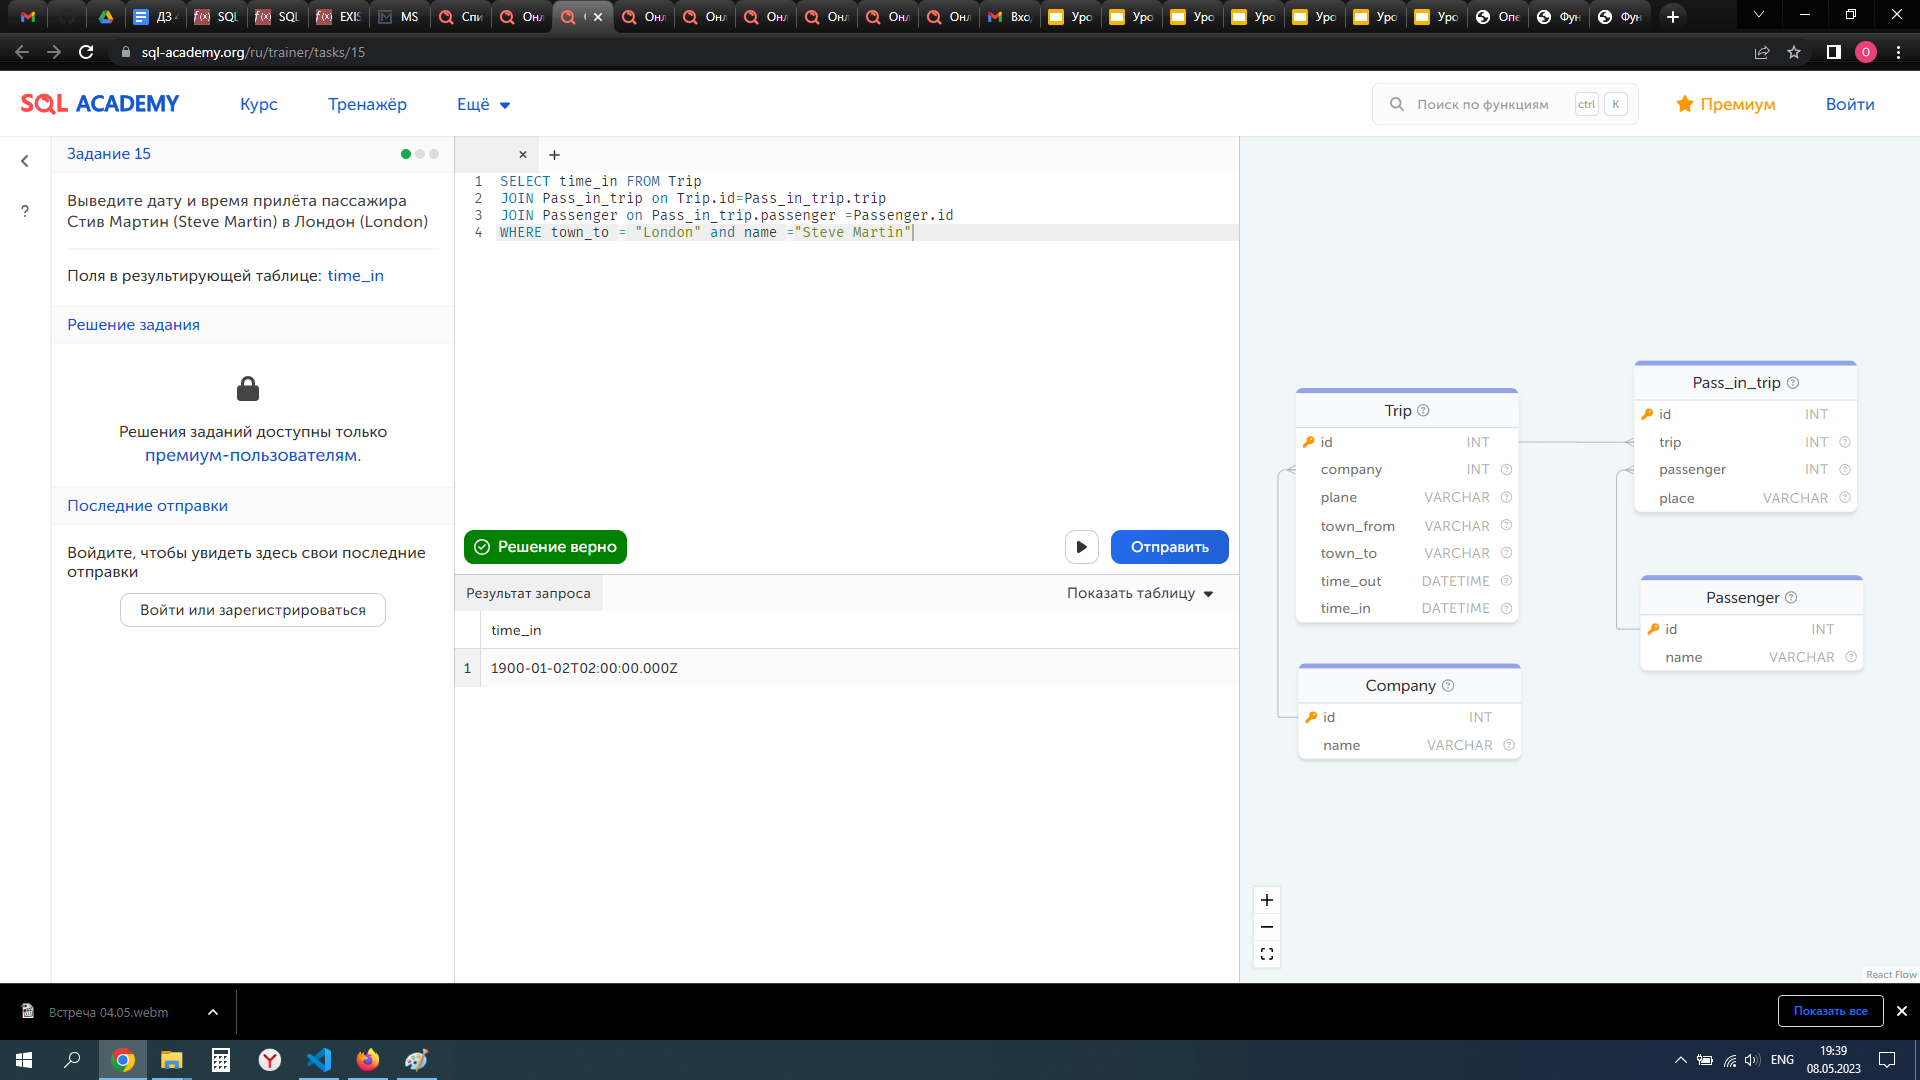 ДЗ
SQL
SQL
EXIS
MS
Спи
Онл
Онл
Онл
Онл
Онл
Онл
Онл
Вхо
Уро
Уро
Уро
Уро
Уро
Уро
Уро
Опе
Фун
Фун
sql-academy.org/ru/trainer/tasks/15
O
SQL ACADEMY
Курс
Тренажёр
Ещё
Поиск по функциям
ctrl
K
Премиум
Войти
?
Задание 15
Выведите дату и время прилёта пассажира
Стив Мартин (Steve Martin) в Лондон (London)
Поля в результирующей таблице: time_in
Решение задания
Решения заданий доступны только
премиум-пользователям.
Последние отправки
Войдите, чтобы увидеть здесь свои последние
отправки
Войти или зарегистрироваться
1 SELECT time_in FROM Trip
2 JOIN Pass_in_trip on Trip.id=Pass_in_trip.trip
3 JOIN Passenger on Pass_in_trip.passenger =Passenger.id
4 WHERE town_to = "London" and name ="Steve Martin"
Решение верно
Отправить
Результат запроса
Показать таблицу
time_in
1 1900-01-02T02:00:00.000Z
Trip
id INT
company INT
plane VARCHAR
town_from VARCHAR
town_to VARCHAR
time_out DATETIME
time_in DATETIME
Company
id INT
name VARCHAR
Pass_in_trip
id INT
trip INT
passenger INT
place VARCHAR
Passenger
id INT
name VARCHAR
React Flow
Встреча 04.05.webm
Показать все
ENG
19:39
08.05.2023